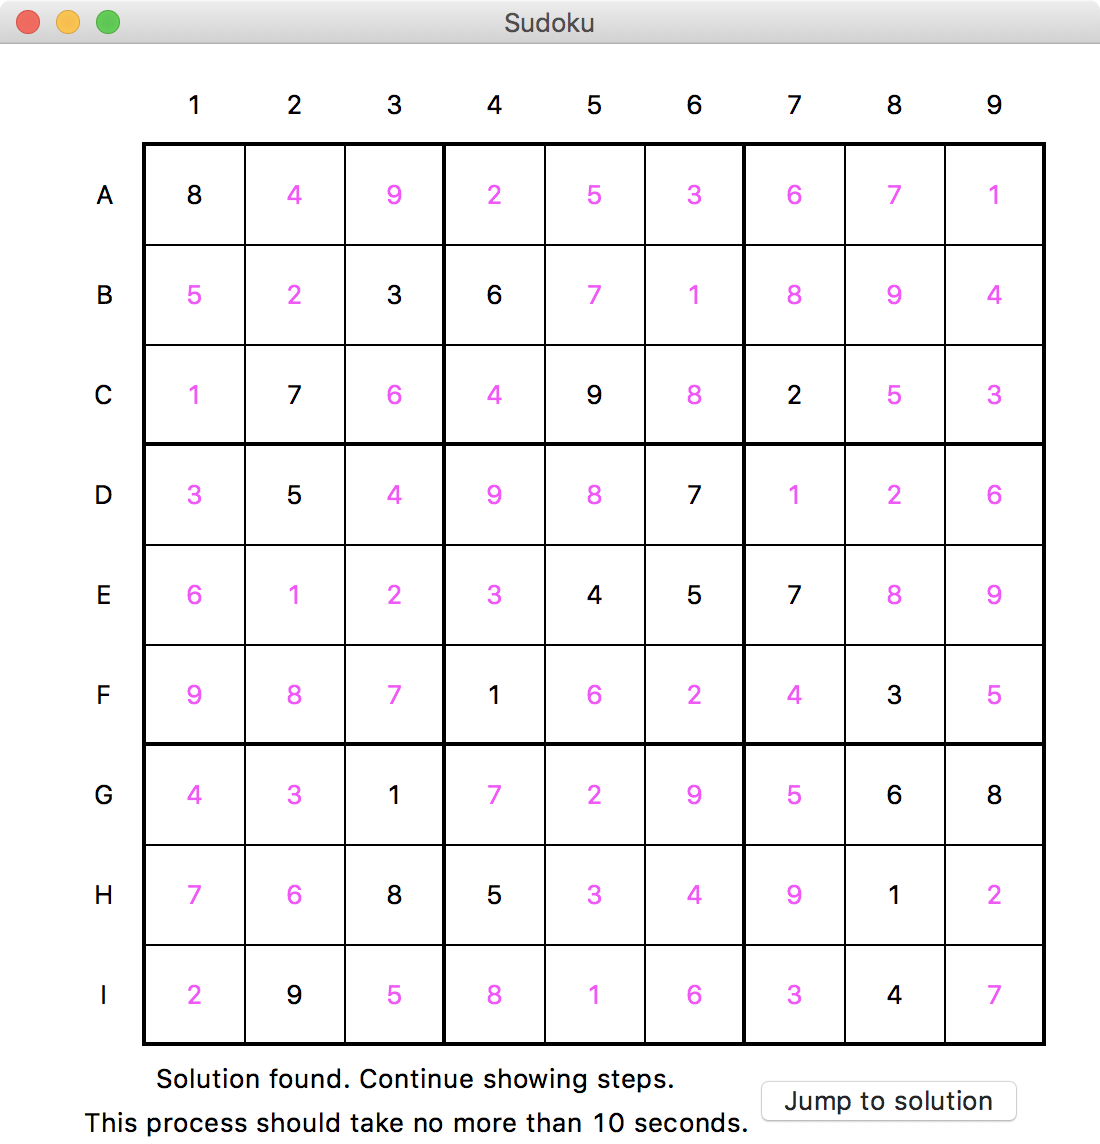 Sudoku
1 2 3 4 5 6 7 8 9
A 8 4 9 2 5 3 6 7 1
B 5 2 3 6 7 1 8 9 4
C 1 7 6 4 9 8 2 5 3
D 3 5 4 9 8 7 1 2 6
E 6 1 2 3 4 5 7 8 9
F 9 8 7 1 6 2 4 3 5
G 4 3 1 7 2 9 5 6 8
H 7 6 8 5 3 4 9 1 2
I 2 9 5 8 1 6 3 4 7
Solution found. Continue showing steps.
This process should take no more than 10 seconds.
Jump to solution